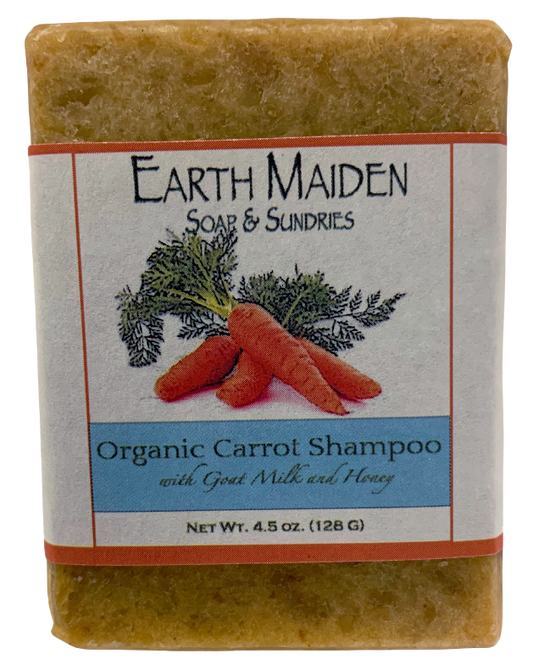 EARTH MAIDEN
SOAP & SUNDRIES
Organic Carrot Shampoo
with Goat Milk and Honey
NET WT. 4.5 OZ. (128 G)